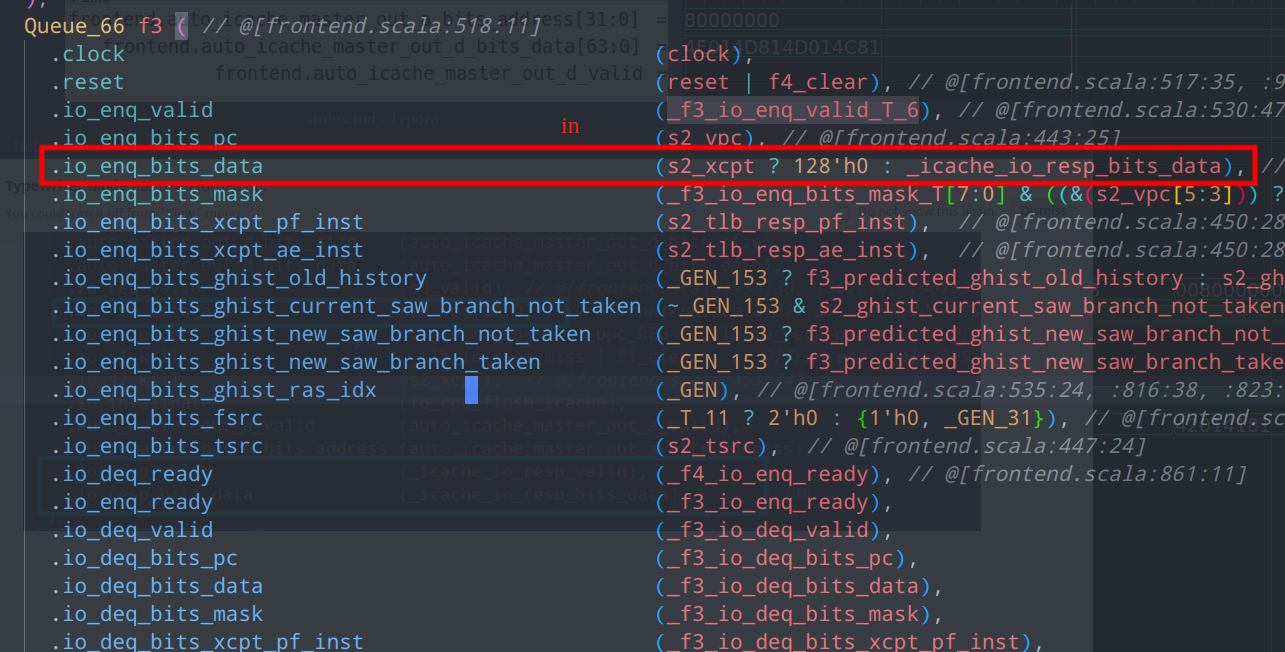 );
Queue_66 f3 ( // @[frontend.scala:518:11]
.clock (clock),
.reset (reset | f4_clear), // @[frontend.scala:517:35, :9
.io_enq_valid (_f3_io_enq_valid_T_6), // @[frontend.scala:530:47
in
.io_enq_bits_pc (s2_vpc), // @[frontend.scala:443:25]
.io_enq_bits_data (s2_xcpt ? 128'h0 : _icache_io_resp_bits_data), //
.io_enq_bits_mask (_f3_io_enq_bits_mask_T[7:0] & ((&(s2_vpc[5:3])) ?
.io_enq_bits_xcpt_pf_inst (s2_tlb_resp_pf_inst), // @[frontend.scala:450:28
.io_enq_bits_xcpt_ae_inst (s2_tlb_resp_ae_inst), // @[frontend.scala:450:28
.io_enq_bits_ghist_old_history (_GEN_153 ? f3_predicted_ghist_old_history : s2_gh
.io_enq_bits_ghist_current_saw_branch_not_taken (~_GEN_153 & s2_ghist_current_saw_branch_not_taken
.io_enq_bits_ghist_new_saw_branch_not_taken (_GEN_153 ? f3_predicted_ghist_new_saw_branch_not_
.io_enq_bits_ghist_new_saw_branch_taken (_GEN_153 ? f3_predicted_ghist_new_saw_branch_take
.io_enq_bits_ghist_ras_idx (_GEN), // @[frontend.scala:535:24, :816:38, :823:
.io_enq_bits_fsrc (_T_11 ? 2'h0 : {1'h0, _GEN_31}), // @[frontend.sc
.io_enq_bits_tsrc (s2_tsrc), // @[frontend.scala:447:24]
.io_deq_ready (_f4_io_enq_ready), // @[frontend.scala:861:11]
.io_enq_ready (_f3_io_enq_ready),
.io_deq_valid (_f3_io_deq_valid),
.io_deq_bits_pc (_f3_io_deq_bits_pc),
.io_deq_bits_data (_f3_io_deq_bits_data),
.io_deq_bits_mask (_f3_io_deq_bits_mask),
.io_deq_bits_xcpt_pf_inst (_f3_io_deq_bits_xcpt_pf_inst),